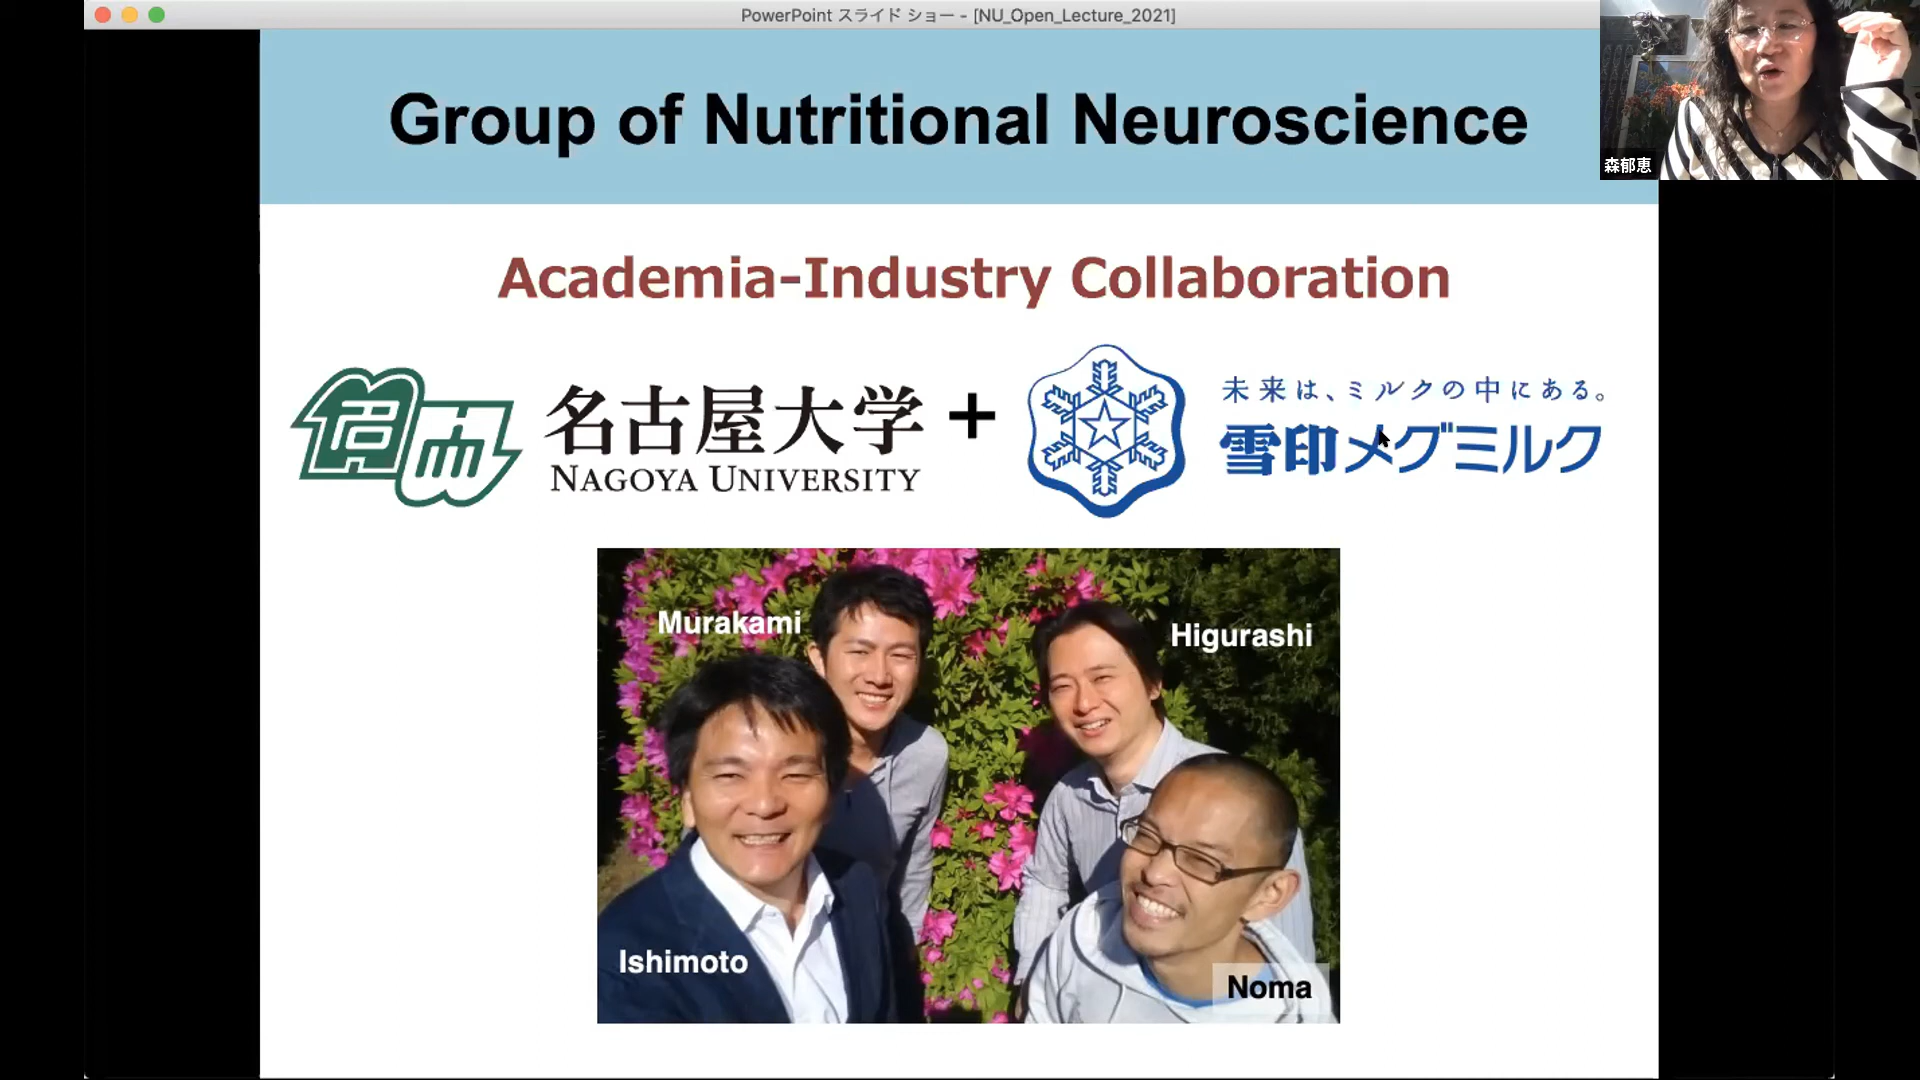 PowerPoint スライド ショー - [NU_Open_Lecture_2021]
森郁恵
Group of Nutritional Neuroscience
Academia-Industry Collaboration
名古屋大学
NAGOYA UNIVERSITY
+
未来は、ミルクの中にある。
雪印メグミルク
Murakami
Higurashi
Ishimoto
Noma